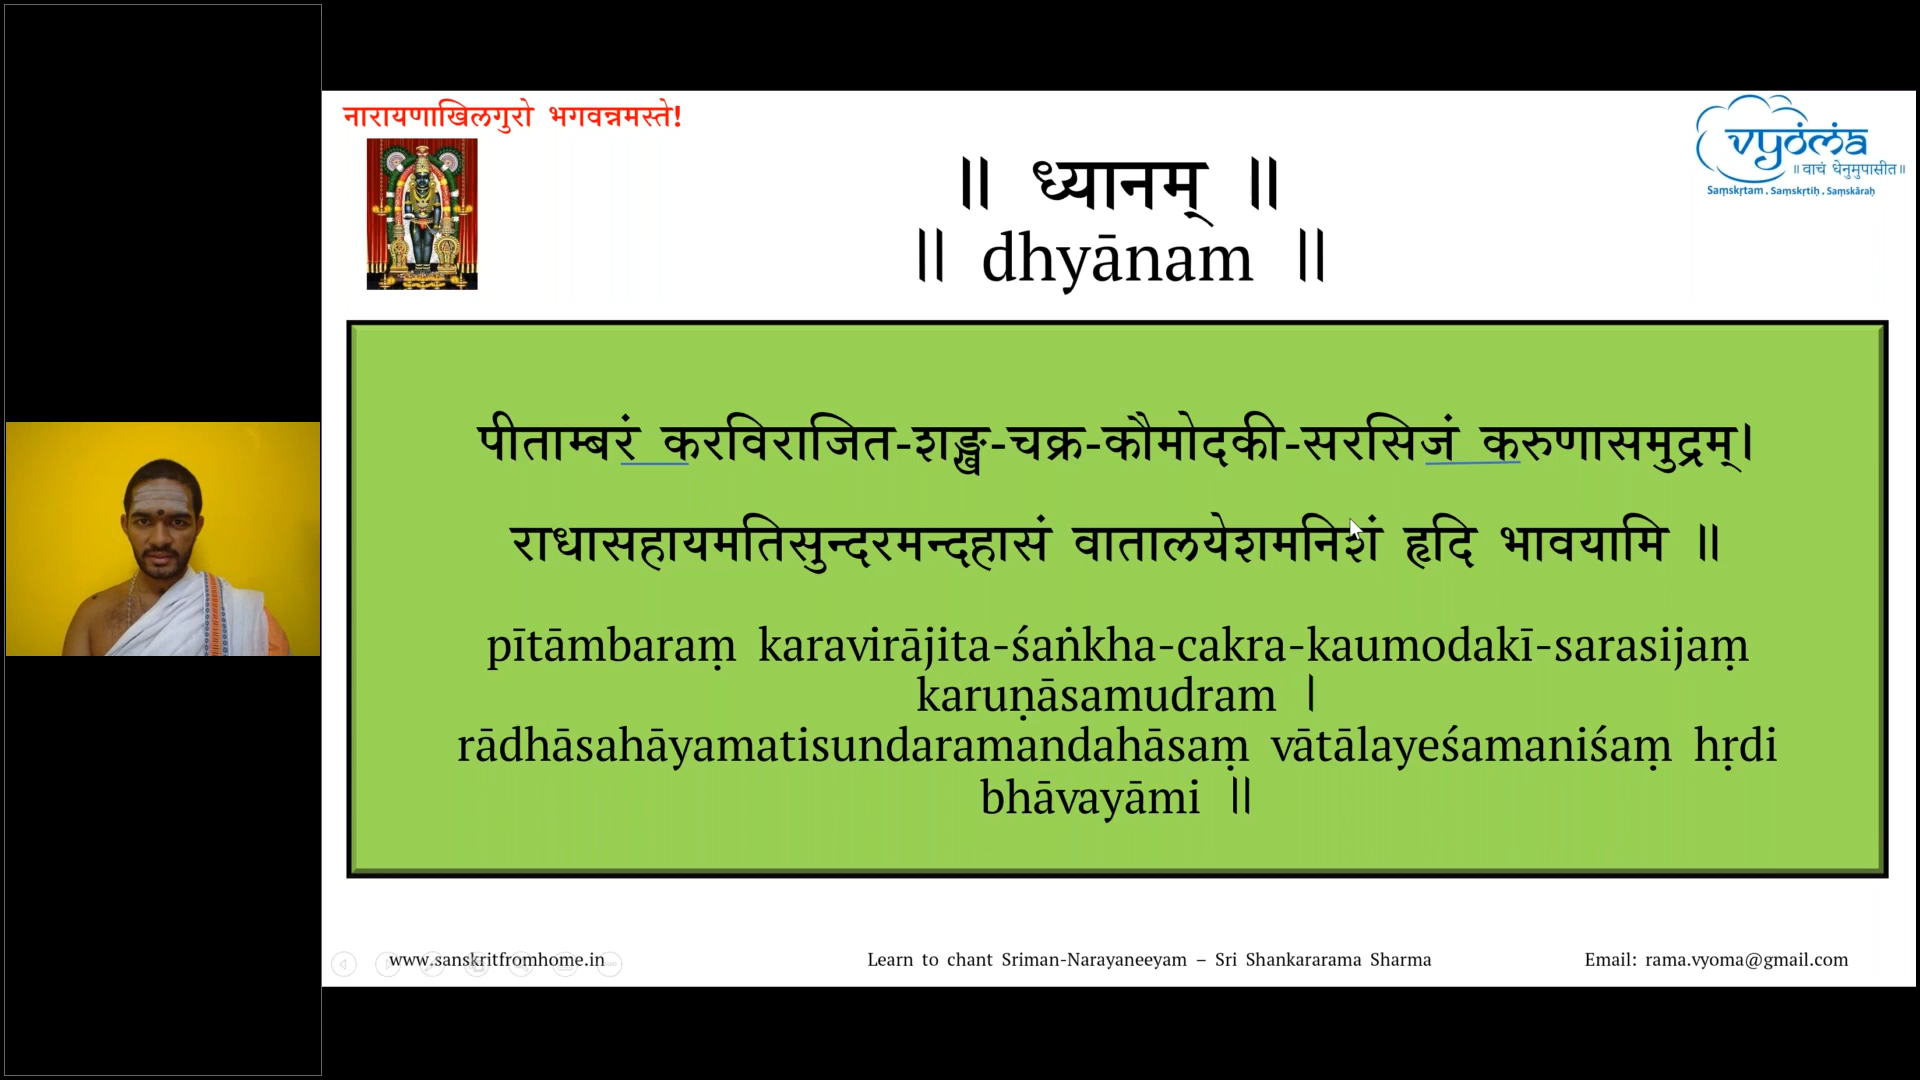 नारायणाखिलगुरो भगवन्नमस्ते!
vyoma
॥ वाचं धेनुमुपासीत॥
Saṃskṛtam . Saṃskṛtiḥ . Saṃskāraḥ
॥ ध्यानम् ॥
॥ dhyānam ॥
पीताम्बरं करविराजित-शङ्ख-चक्र-कौमोदकी-सरसिजं करुणासमुद्रम्।
राधासहायमतिसुन्दरमन्दहासं वातालयेशमनिशं हृदि भावयामि ॥
pītāmbaraṃ karavirājita-śaṅkha-cakra-kaumodakī-sarasijaṃ
karuṇāsamudram ।
rādhāsahāyamatisundaramandahāsaṃ vātālayeśamaniśaṃ hṛdi
bhāvayāmi ॥
www.sanskritfromhome.in
Learn to chant Sriman-Narayaneeyam – Sri Shankararama Sharma
Email: rama.vyoma@gmail.com